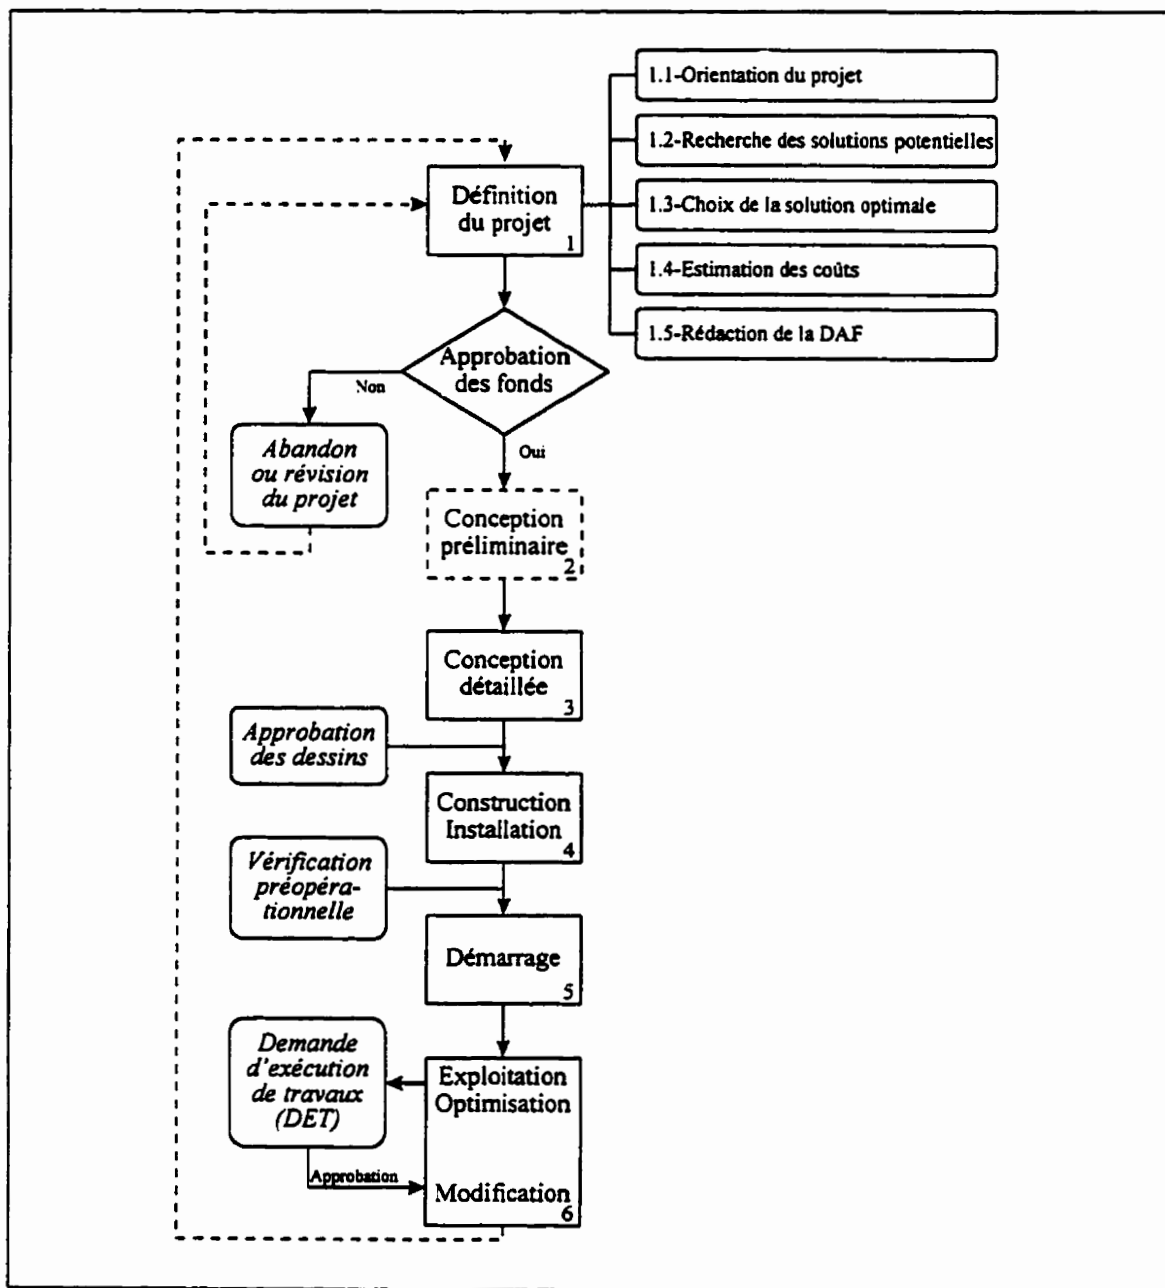 1.1-Orientation du projet
1.2-Recherche des solutions potentielles
1.3-Choix de la solution optimale
1.4-Estimation des coûts
1.5-Rédaction de la DAF
Définition
du projet
1
Approbation
des fonds
Non
Oui
Abandon
ou révision
du projet
Conception
préliminaire
2
Conception
détaillée
3
Approbation
des dessins
Construction
Installation
4
Vérification
préopéra-
tionnelle
Démarrage
5
Demande
d'exécution
de travaux
(DET)
Exploitation
Optimisation
Approbation
Modification
6